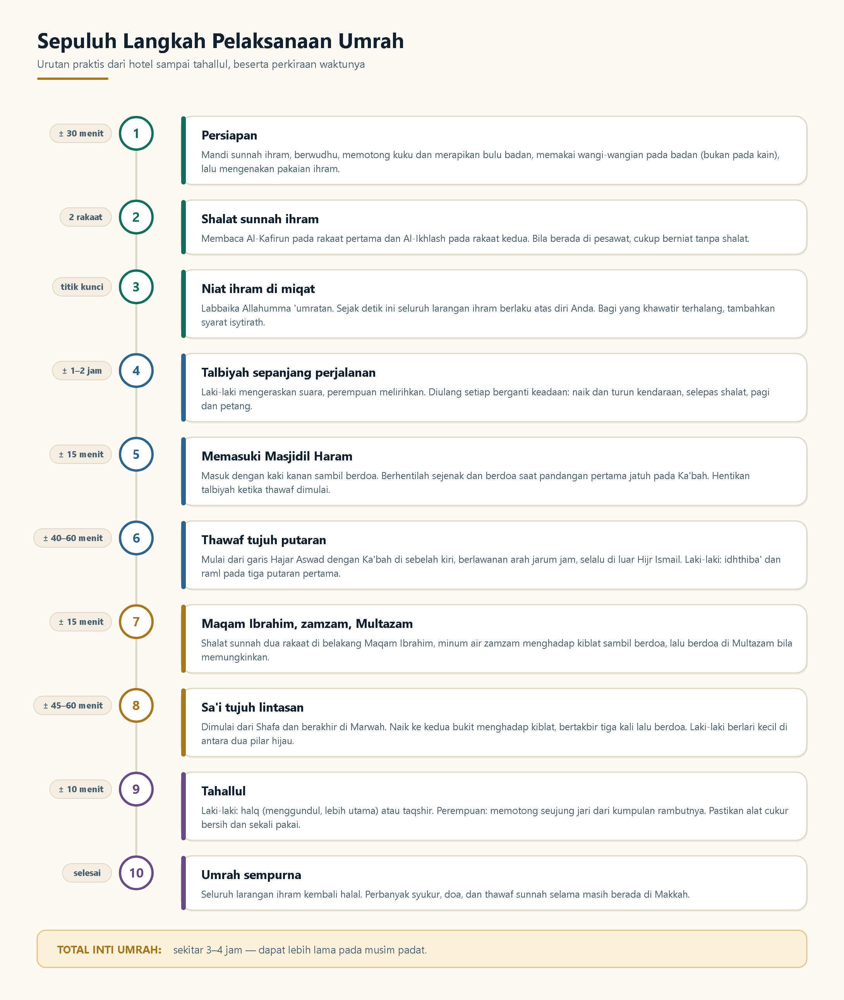 Sepuluh Langkah Pelaksanaan Umrah
Urutan praktis dari hotel sampai tahallul, beserta perkiraan waktunya
± 30 menit
1
Persiapan
Mandi sunnah ihram, berwudhu, memotong kuku dan merapikan bulu badan, memakai wangi-wangian pada badan (bukan pada kain),
lalu mengenakan pakaian ihram.
2 rakaat
2
Shalat sunnah ihram
Membaca Al-Kafirun pada rakaat pertama dan Al-Ikhlash pada rakaat kedua. Bila berada di pesawat, cukup berniat tanpa shalat.
titik kunci
3
Niat ihram di miqat
Labbaika Allahumma 'umratan. Sejak detik ini seluruh larangan ihram berlaku atas diri Anda. Bagi yang khawatir terhalang, tambahkan
syarat isytirath.
± 1–2 jam
4
Talbiyah sepanjang perjalanan
Laki-laki mengeraskan suara, perempuan melirihkan. Diulang setiap berganti keadaan: naik dan turun kendaraan, selepas shalat, pagi
dan petang.
± 15 menit
5
Memasuki Masjidil Haram
Masuk dengan kaki kanan sambil berdoa. Berhentilah sejenak dan berdoa saat pandangan pertama jatuh pada Ka'bah. Hentikan
talbiyah ketika thawaf dimulai.
± 40–60 menit
6
Thawaf tujuh putaran
Mulai dari garis Hajar Aswad dengan Ka'bah di sebelah kiri, berlawanan arah jarum jam, selalu di luar Hijr Ismail. Laki-laki: idhthiba' dan
raml pada tiga putaran pertama.
± 15 menit
7
Maqam Ibrahim, zamzam, Multazam
Shalat sunnah dua rakaat di belakang Maqam Ibrahim, minum air zamzam menghadap kiblat sambil berdoa, lalu berdoa di Multazam bila
memungkinkan.
± 45–60 menit
8
Sa'i tujuh lintasan
Dimulai dari Shafa dan berakhir di Marwah. Naik ke kedua bukit menghadap kiblat, bertakbir tiga kali lalu berdoa. Laki-laki berlari kecil di
antara dua pilar hijau.
± 10 menit
9
Tahallul
Laki-laki: halq (menggundul, lebih utama) atau taqshir. Perempuan: memotong seujung jari dari kumpulan rambutnya. Pastikan alat cukur
bersih dan sekali pakai.
selesai
10
Umrah sempurna
Seluruh larangan ihram kembali halal. Perbanyak syukur, doa, dan thawaf sunnah selama masih berada di Makkah.
TOTAL INTI UMRAH: sekitar 3–4 jam — dapat lebih lama pada musim padat.